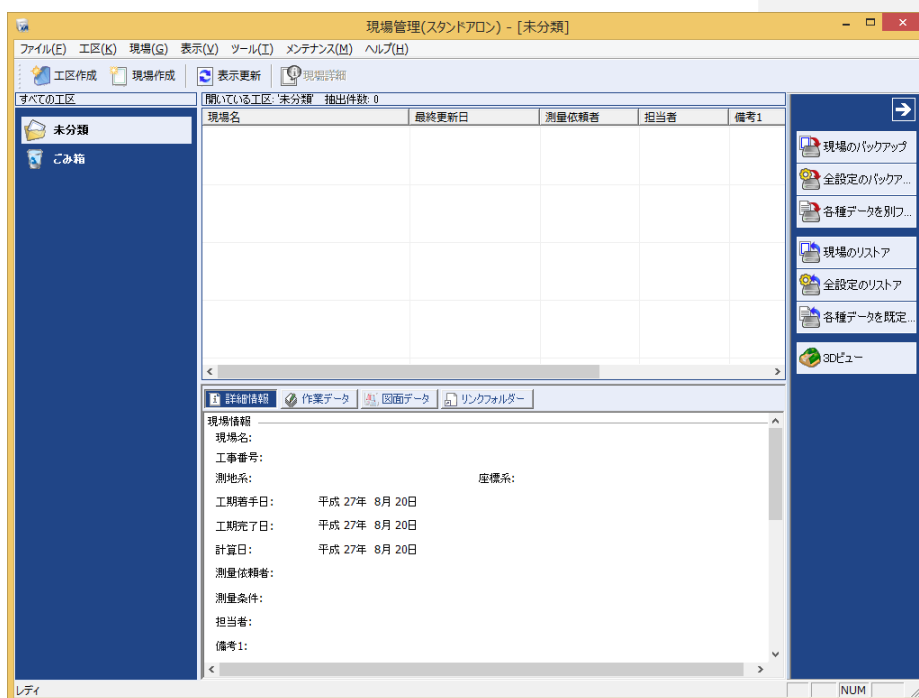 現場管理(スタンドアロン) - [未分類]
ファイル(F) 工区(K) 現場(G) 表示(V) ツール(T) メンテナンス(M) ヘルプ(H)
工区作成 現場作成 表示更新 現場詳細
すべての工区
未分類
ごみ箱
開いている工区: '未分類' 抽出件数: 0
現場名 最終更新日 測量依頼者 担当者 備考1
詳細情報 作業データ 図面データ リンクフォルダー
現場情報
現場名:
工事番号:
測地系: 座標系:
工期着手日: 平成 27年 8月 20日
工期完了日: 平成 27年 8月 20日
計算日: 平成 27年 8月 20日
測量依頼者:
測量条件:
担当者:
備考1:
現場のバックアップ
全設定のバックア...
各種データを別フ...
現場のリストア
全設定のリストア
各種データを既定...
3Dビュー
レディ NUM